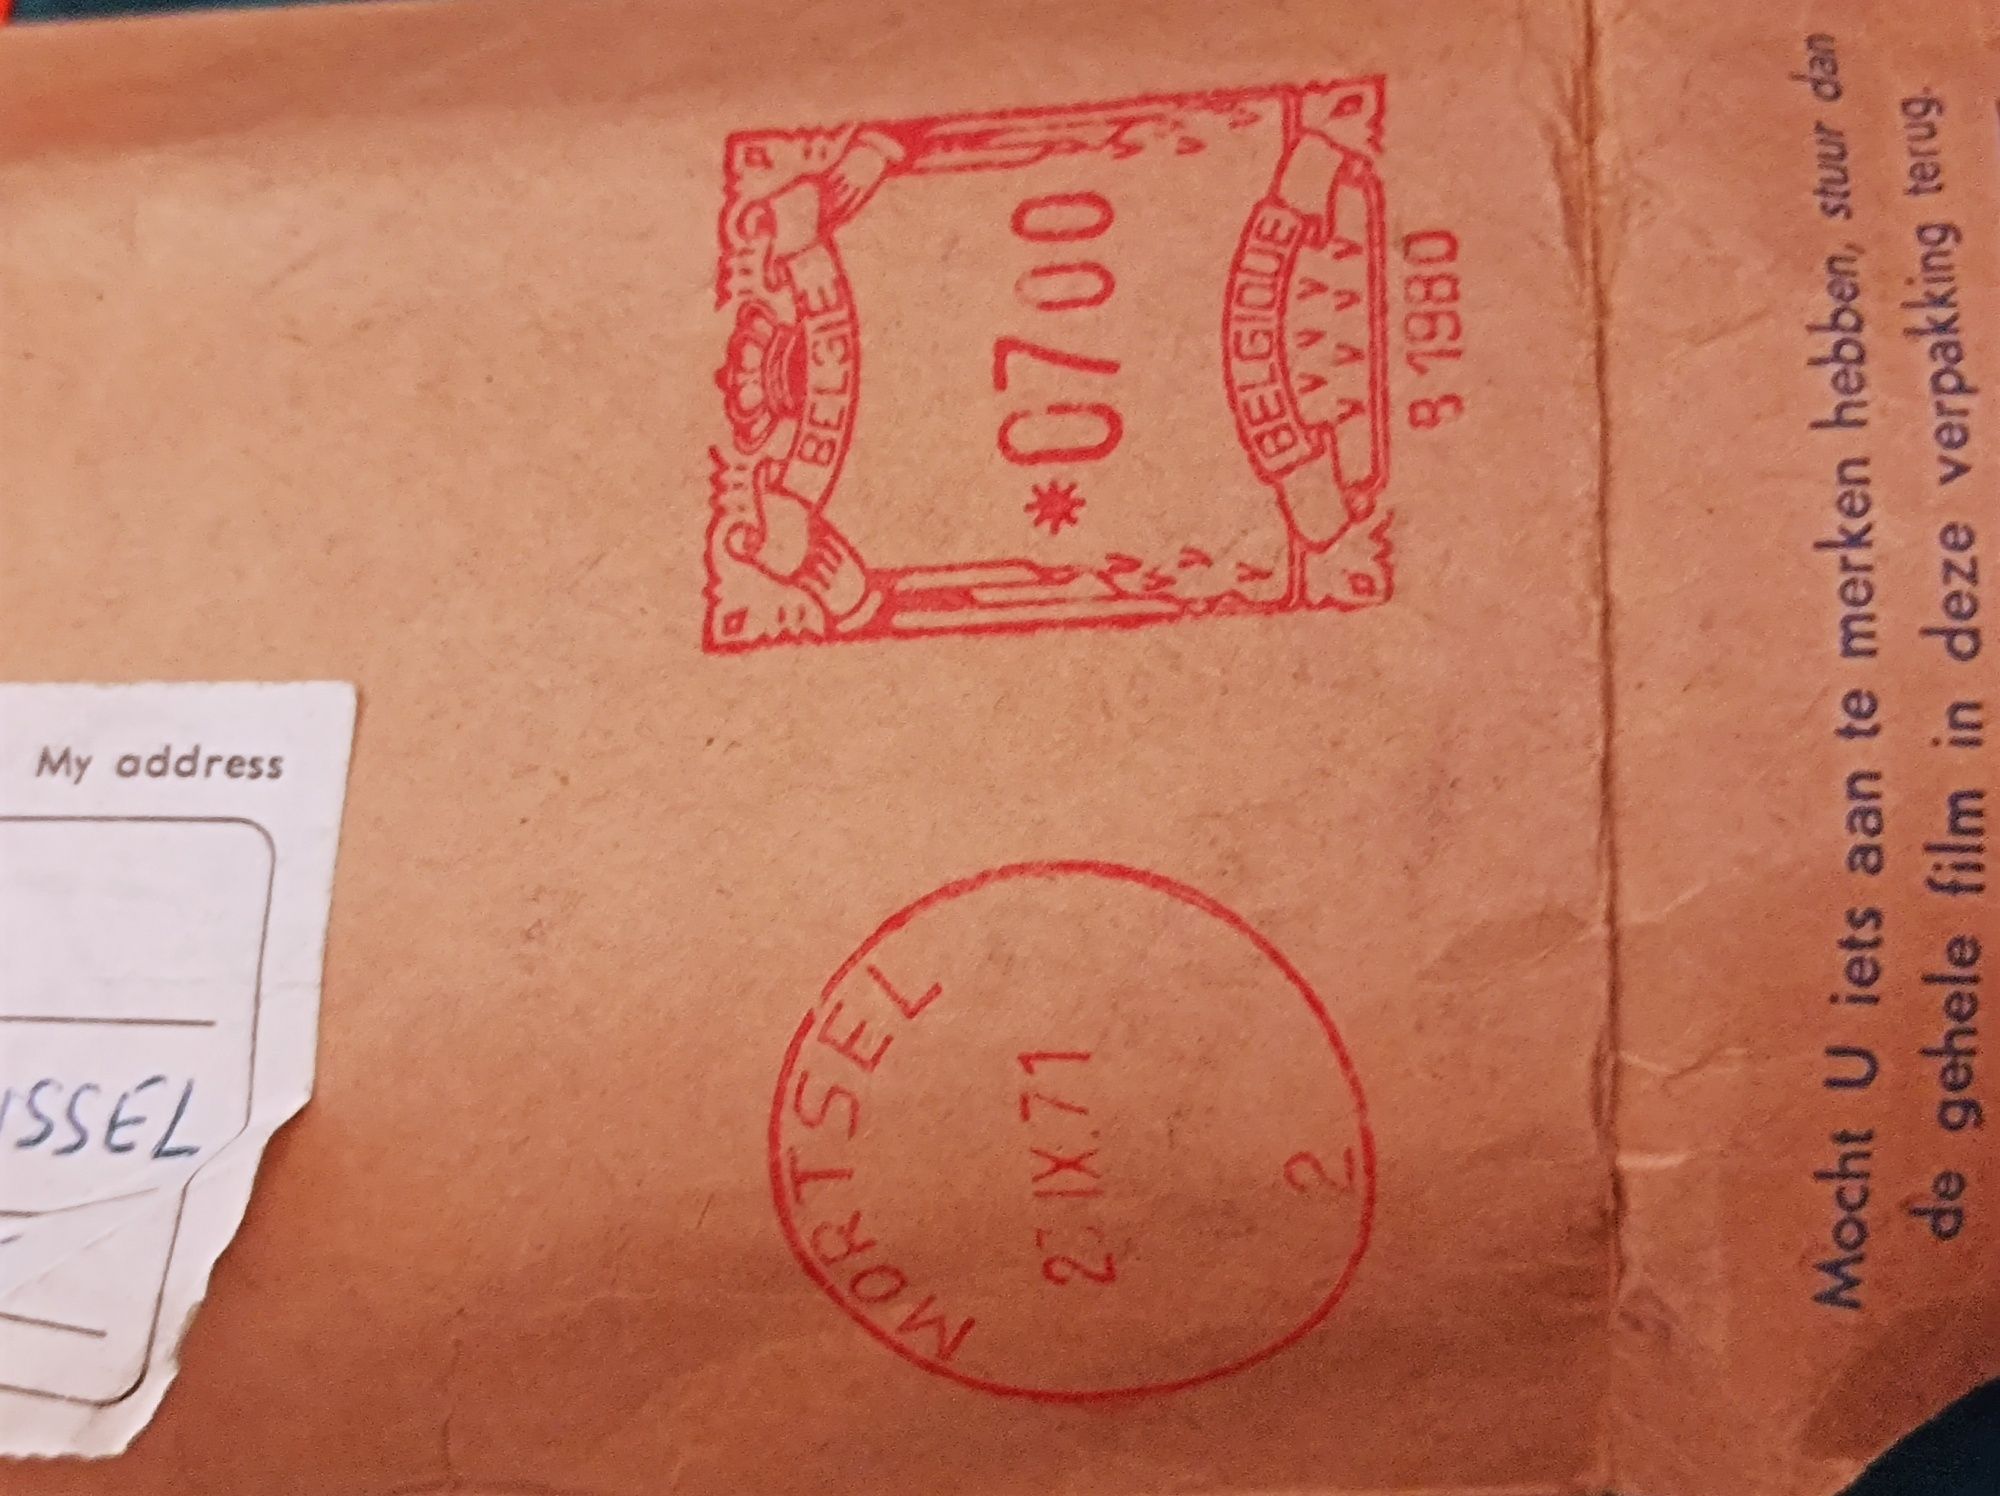 My address
SSEL
BELGIE
*0700
BELGIQUE
B 1980
MORTSEL
IX.71
2
Mocht U iets aan te merken hebben, stuur dan
de gehele film in deze verpakking terug.